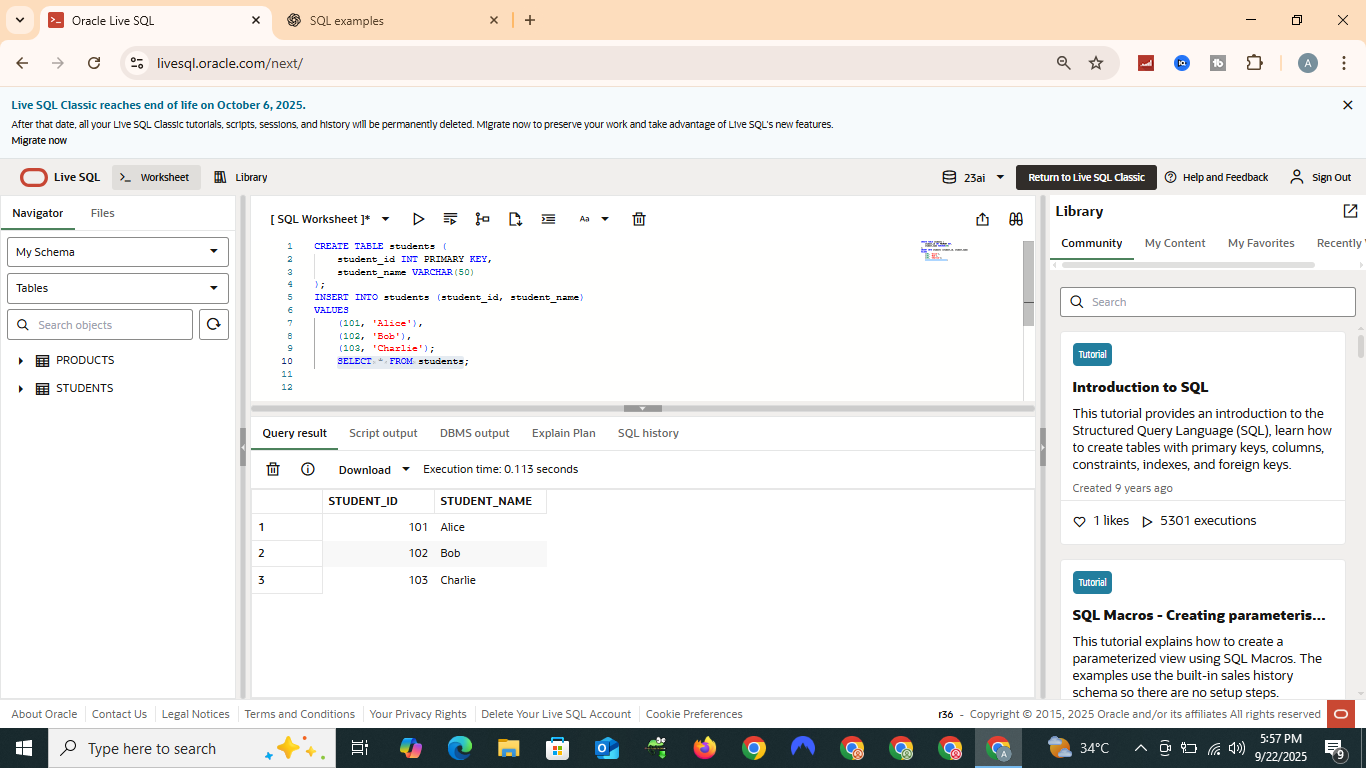 Oracle Live SQL
SQL examples
livesql.oracle.com/next/
A
Live SQL Classic reaches end of life on October 6, 2025.
After that date, all your Live SQL Classic tutorials, scripts, sessions, and history will be permanently deleted. Migrate now to preserve your work and take advantage of Live SQL's new features.
Migrate now
Live SQL
Worksheet
Library
23ai
Return to Live SQL Classic
Help and Feedback
Sign Out
Navigator
Files
My Schema
Tables
Search objects
PRODUCTS
STUDENTS
[ SQL Worksheet ]*
Aa
1 CREATE TABLE students (
2 student_id INT PRIMARY KEY,
3 student_name VARCHAR(50)
4 );
5 INSERT INTO students (student_id, student_name)
6 VALUES
7 (101, 'Alice'),
8 (102, 'Bob'),
9 (103, 'Charlie');
10 SELECT * FROM students;
11
12
Query result
Script output
DBMS output
Explain Plan
SQL history
Download
Execution time: 0.113 seconds
STUDENT_ID STUDENT_NAME
1 101 Alice
2 102 Bob
3 103 Charlie
Library
Community
My Content
My Favorites
Recently
Search
Tutorial
Introduction to SQL
This tutorial provides an introduction to the
Structured Query Language (SQL), learn how
to create tables with primary keys, columns,
constraints, indexes, and foreign keys.
Created 9 years ago
1 likes
5301 executions
Tutorial
SQL Macros - Creating parameteris...
This tutorial explains how to create a
parameterized view using SQL Macros. The
examples use the built-in sales history
schema so there are no setup steps.
About Oracle
Contact Us
Legal Notices
Terms and Conditions
Your Privacy Rights
Delete Your Live SQL Account
Cookie Preferences
r36 - Copyright © 2015, 2025 Oracle and/or its affiliates All rights reserved
Type here to search
34°C
5:57 PM
9/22/2025
9